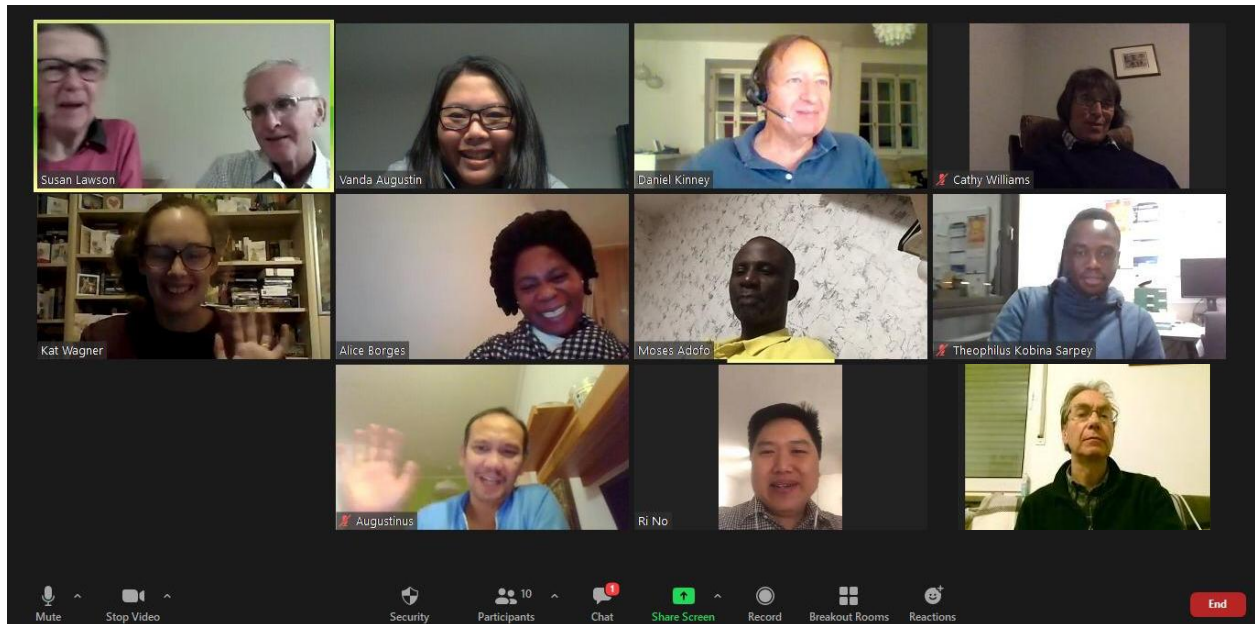 Susan Lawson
Vanda Augustin
Daniel Kinney
Cathy Williams
Kat Wagner
Alice Borges
Moses Adofo
Theophilus Kobina Sarpey
Augustinus
Ri No
Mute
Stop Video
Security
10
Participants
1
Chat
Share Screen
Record
Breakout Rooms
Reactions
End